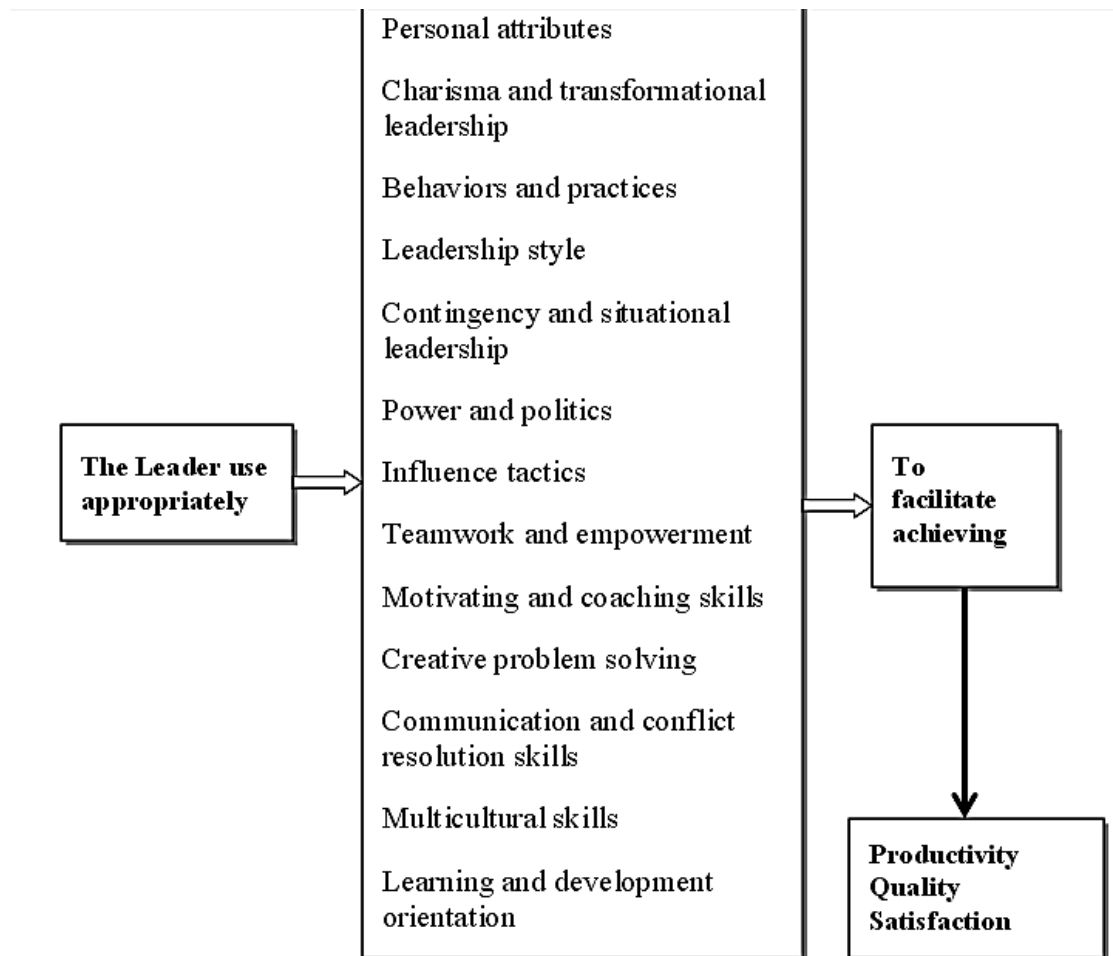 The Leader use
appropriately
Personal attributes
Charisma and transformational
leadership
Behaviors and practices
Leadership style
Contingency and situational
leadership
Power and politics
Influence tactics
Teamwork and empowerment
Motivating and coaching skills
Creative problem solving
Communication and conflict
resolution skills
Multicultural skills
Learning and development
orientation
To
facilitate
achieving
Productivity
Quality
Satisfaction